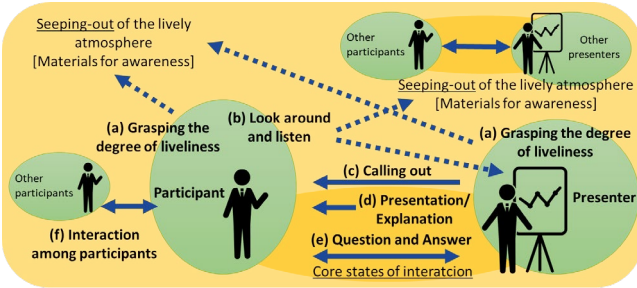 Seeping-out of the lively
atmosphere
[Materials for awareness]
Other
participants
Other
presenters
Seeping-out of the lively atmosphere
[Materials for awareness]
(a) Grasping the
degree of liveliness
(b) Look around
and listen
(a) Grasping the degree
of liveliness
Other
participants
Participant
(c) Calling out
(d) Presentation/
Explanation
Presenter
(f) Interaction
among participants
(e) Question and Answer
Core states of interatcion